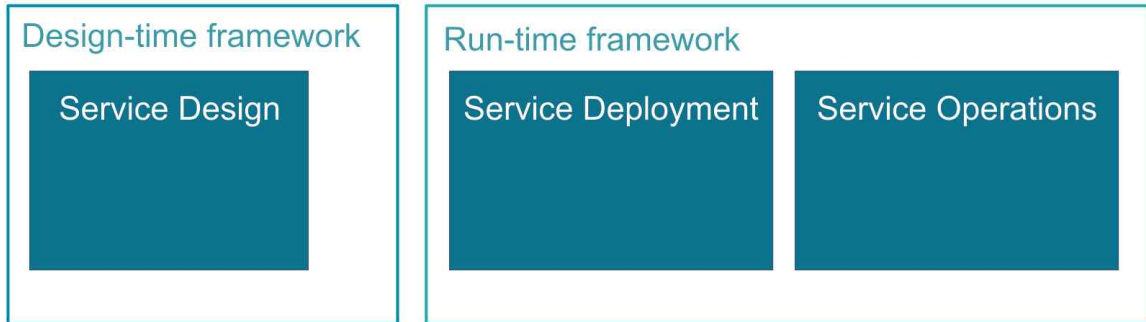 Design-time framework
Run-time framework
Service Design
Service Deployment
Service Operations